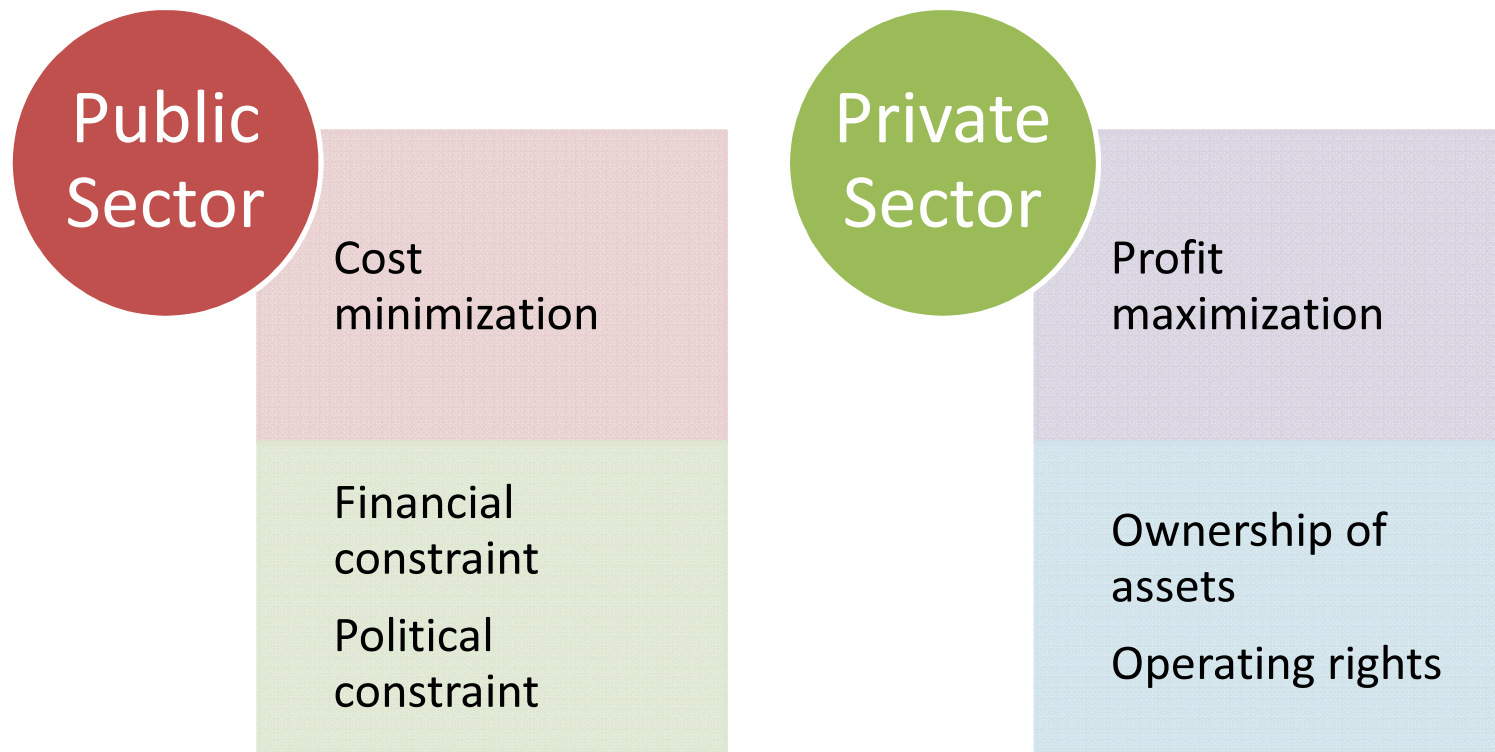 Public
Sector
Cost
minimization
Financial
constraint
Political
constraint
Private
Sector
Profit
maximization
Ownership of
assets
Operating rights